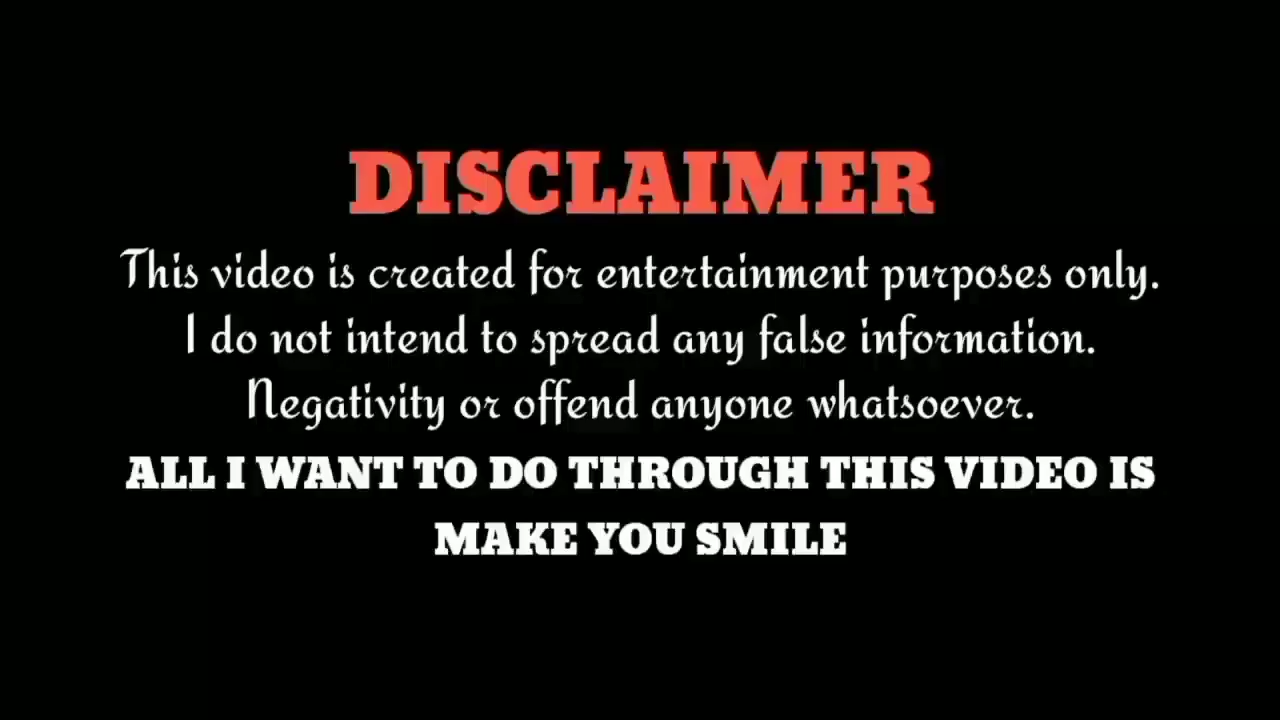 DISCLAIMER
This video is created for entertainment purposes only.
I do not intend to spread any false information.
Negativity or offend anyone whatsoever.
ALL I WANT TO DO THROUGH THIS VIDEO IS
MAKE YOU SMILE